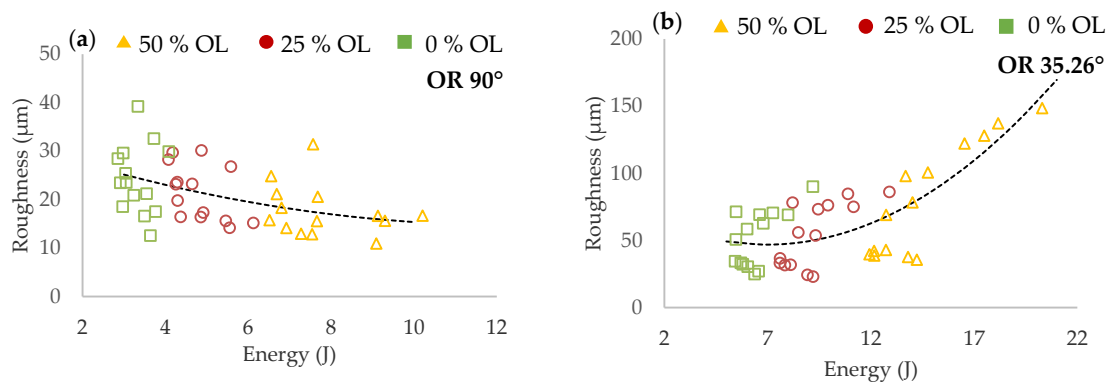 (a) 50 % OL 25 % OL 0 % OL
OR 90°
Roughness (µm)
50
40
30
20
10
0
2 4 6 8 10 12
Energy (J)
(b) 50 % OL 25 % OL 0 % OL
OR 35.26°
Roughness (µm)
200
150
100
50
0
2 7 12 17 22
Energy (J)